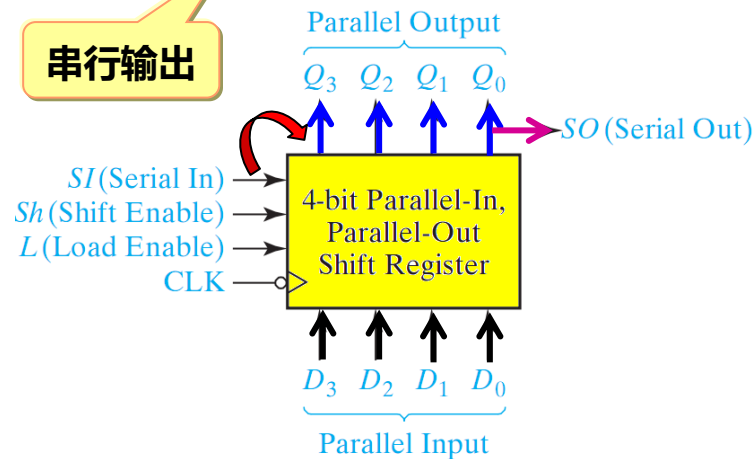 Parallel Output
串行输出
Q3 Q2 Q1 Q0
SO (Serial Out)
SI (Serial In)
Sh (Shift Enable)
L (Load Enable)
CLK
4-bit Parallel-In,
Parallel-Out
Shift Register
D3 D2 D1 D0
Parallel Input